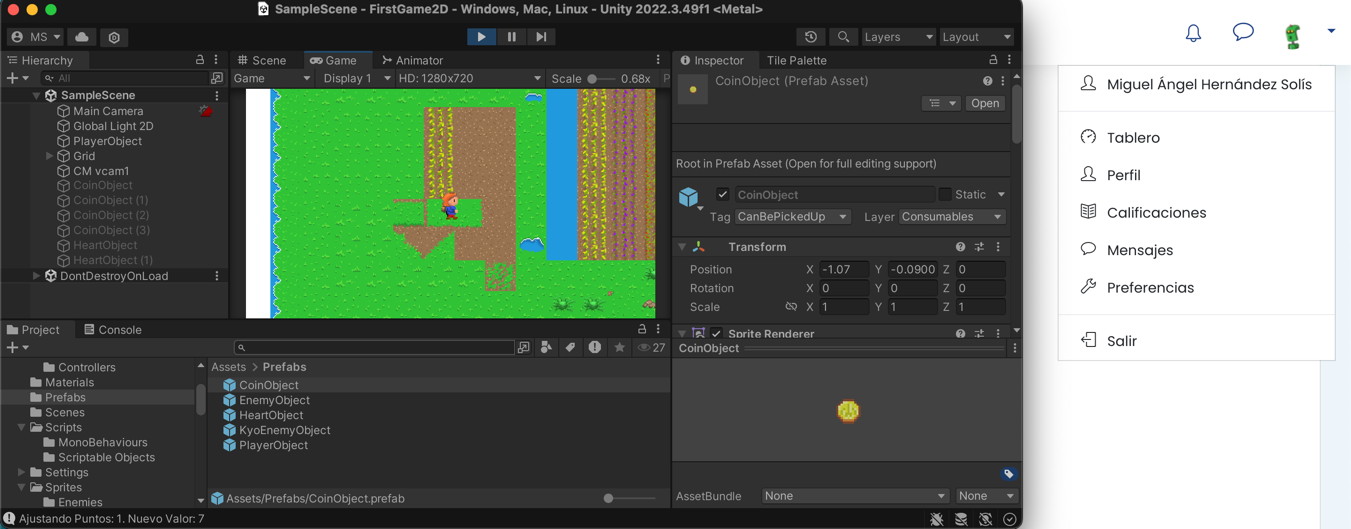 SampleScene - FirstGame2D - Windows, Mac, Linux - Unity 2022.3.49f1 <Metal>
MS
Layers
Layout
Hierarchy
All
SampleScene
Main Camera
Global Light 2D
PlayerObject
Grid
CM vcam1
CoinObject
CoinObject (1)
CoinObject (2)
CoinObject (3)
HeartObject
HeartObject (1)
DontDestroyOnLoad
Scene
Game
Animator
Game
Display 1
HD: 1280x720
Scale
0.68x
P
Inspector
Tile Palette
CoinObject (Prefab Asset)
Open
Root in Prefab Asset (Open for full editing support)
CoinObject
Static
Tag CanBePickedUp Layer Consumables
Transform
Position X -1.07 Y -0.0900 Z 0
Rotation X 0 Y 0 Z 0
Scale X 1 Y 1 Z 1
Sprite Renderer
CoinObject
AssetBundle None None
Project
Console
27
Controllers
Materials
Prefabs
Scenes
Scripts
MonoBehaviours
Scriptable Objects
Settings
Sprites
Enemies
Assets > Prefabs
CoinObject
EnemyObject
HeartObject
KyoEnemyObject
PlayerObject
Assets/Prefabs/CoinObject.prefab
Ajustando Puntos: 1. Nuevo Valor: 7
Miguel Ángel Hernández Solís
Tablero
Perfil
Calificaciones
Mensajes
Preferencias
Salir